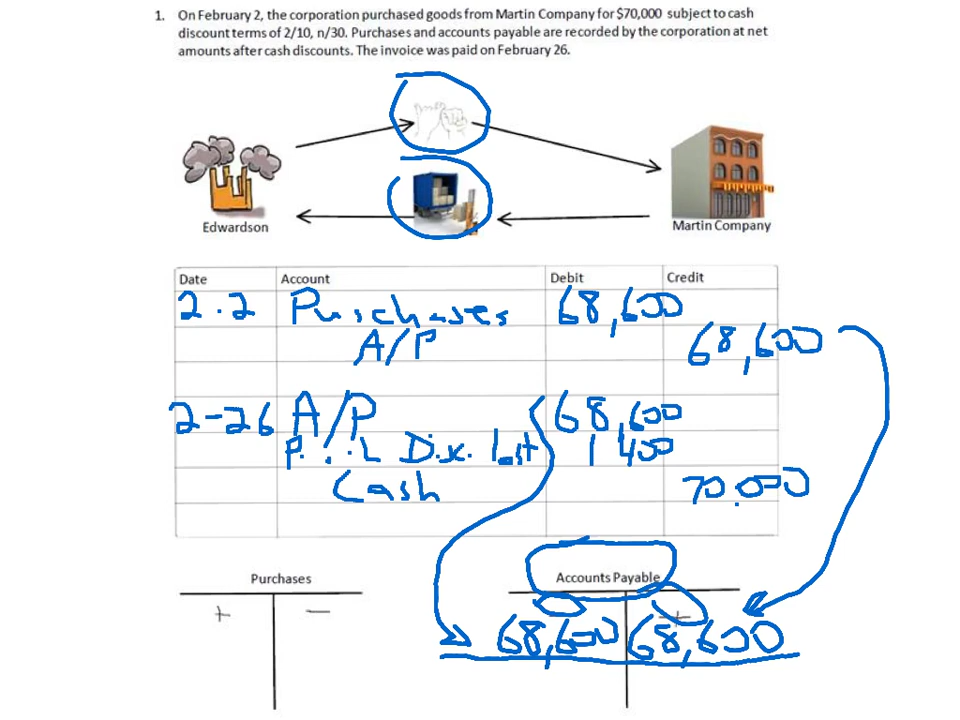 1. On February 2, the corporation purchased goods from Martin Company for $70,000 subject to cash
discount terms of 2/10, n/30. Purchases and accounts payable are recorded by the corporation at net
amounts after cash discounts. The invoice was paid on February 26.
Edwardson
Martin Company
Date Account Debit Credit
2.2 Purchases 68,600
A/P 68,600
2-26 A/P 68,600
Dix. Lost 1 400
Cash 70,000
Purchases
Accounts Payable
+ - +
68,600 68,600